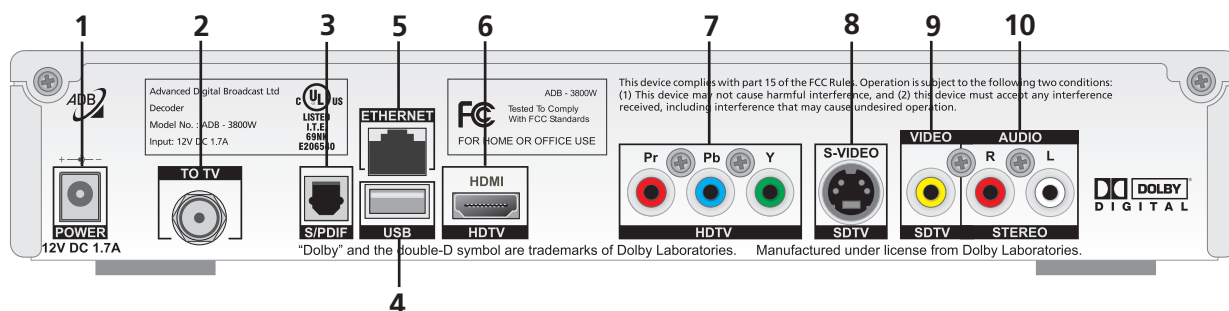 1 2 3 5 6 7 8 9 10
ADB
Advanced Digital Broadcast Ltd
Decoder
Model No. : ADB - 3800W
Input: 12V DC 1.7A
C UL US
LISTED
I.T.E.
69NK
E206540
ETHERNET
FCC
ADB - 3800W
Tested To Comply
With FCC Standards
FOR HOME OR OFFICE USE
This device complies with part 15 of the FCC Rules. Operation is subject to the following two conditions:
(1) This device may not cause harmful interference, and (2) this device must accept any interference
received, including interference that may cause undesired operation.
POWER
12V DC 1.7A
TO TV
S/PDIF
USB
HDMI
HDTV
Pr Pb Y
HDTV
S-VIDEO
SDTV
VIDEO
SDTV
AUDIO
R L
STEREO
DOLBY
DIGITAL
"Dolby" and the double-D symbol are trademarks of Dolby Laboratories. Manufactured under license from Dolby Laboratories.
4